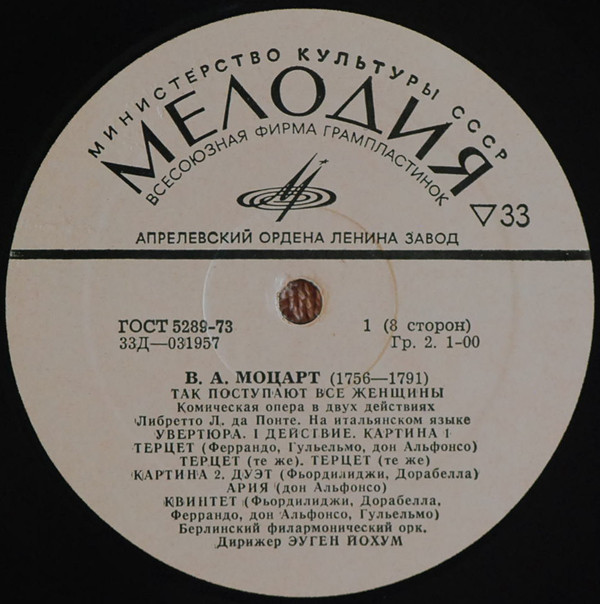 МИНИСТЕРСТВО КУЛЬТУРЫ СССР
МЕЛОДИЯ
ВСЕСОЮЗНАЯ ФИРМА ГРАМПЛАСТИНОК
▽33
АПРЕЛЕВСКИЙ ОРДЕНА ЛЕНИНА ЗАВОД
ГОСТ 5289-73 1 (8 сторон)
33Д—031957 Гр. 2. 1-00
В. А. МОЦАРТ (1756—1791)
ТАК ПОСТУПАЮТ ВСЕ ЖЕНЩИНЫ
Комическая опера в двух действиях
Либретто Л. да Понте. На итальянском языке
УВЕРТЮРА. I ДЕЙСТВИЕ. КАРТИНА 1
ТЕРЦЕТ (Феррандо, Гульельмо, дон Альфонсо)
ТЕРЦЕТ (те же). ТЕРЦЕТ (те же)
КАРТИНА 2. ДУЭТ (Фьордилиджи, Дорабелла)
АРИЯ (дон Альфонсо)
КВИНТЕТ (Фьордилиджи, Дорабелла,
Феррандо, дон Альфонсо, Гульельмо)
Берлинский филармонический орк.
Дирижер ЭУГЕН ЙОХУМ